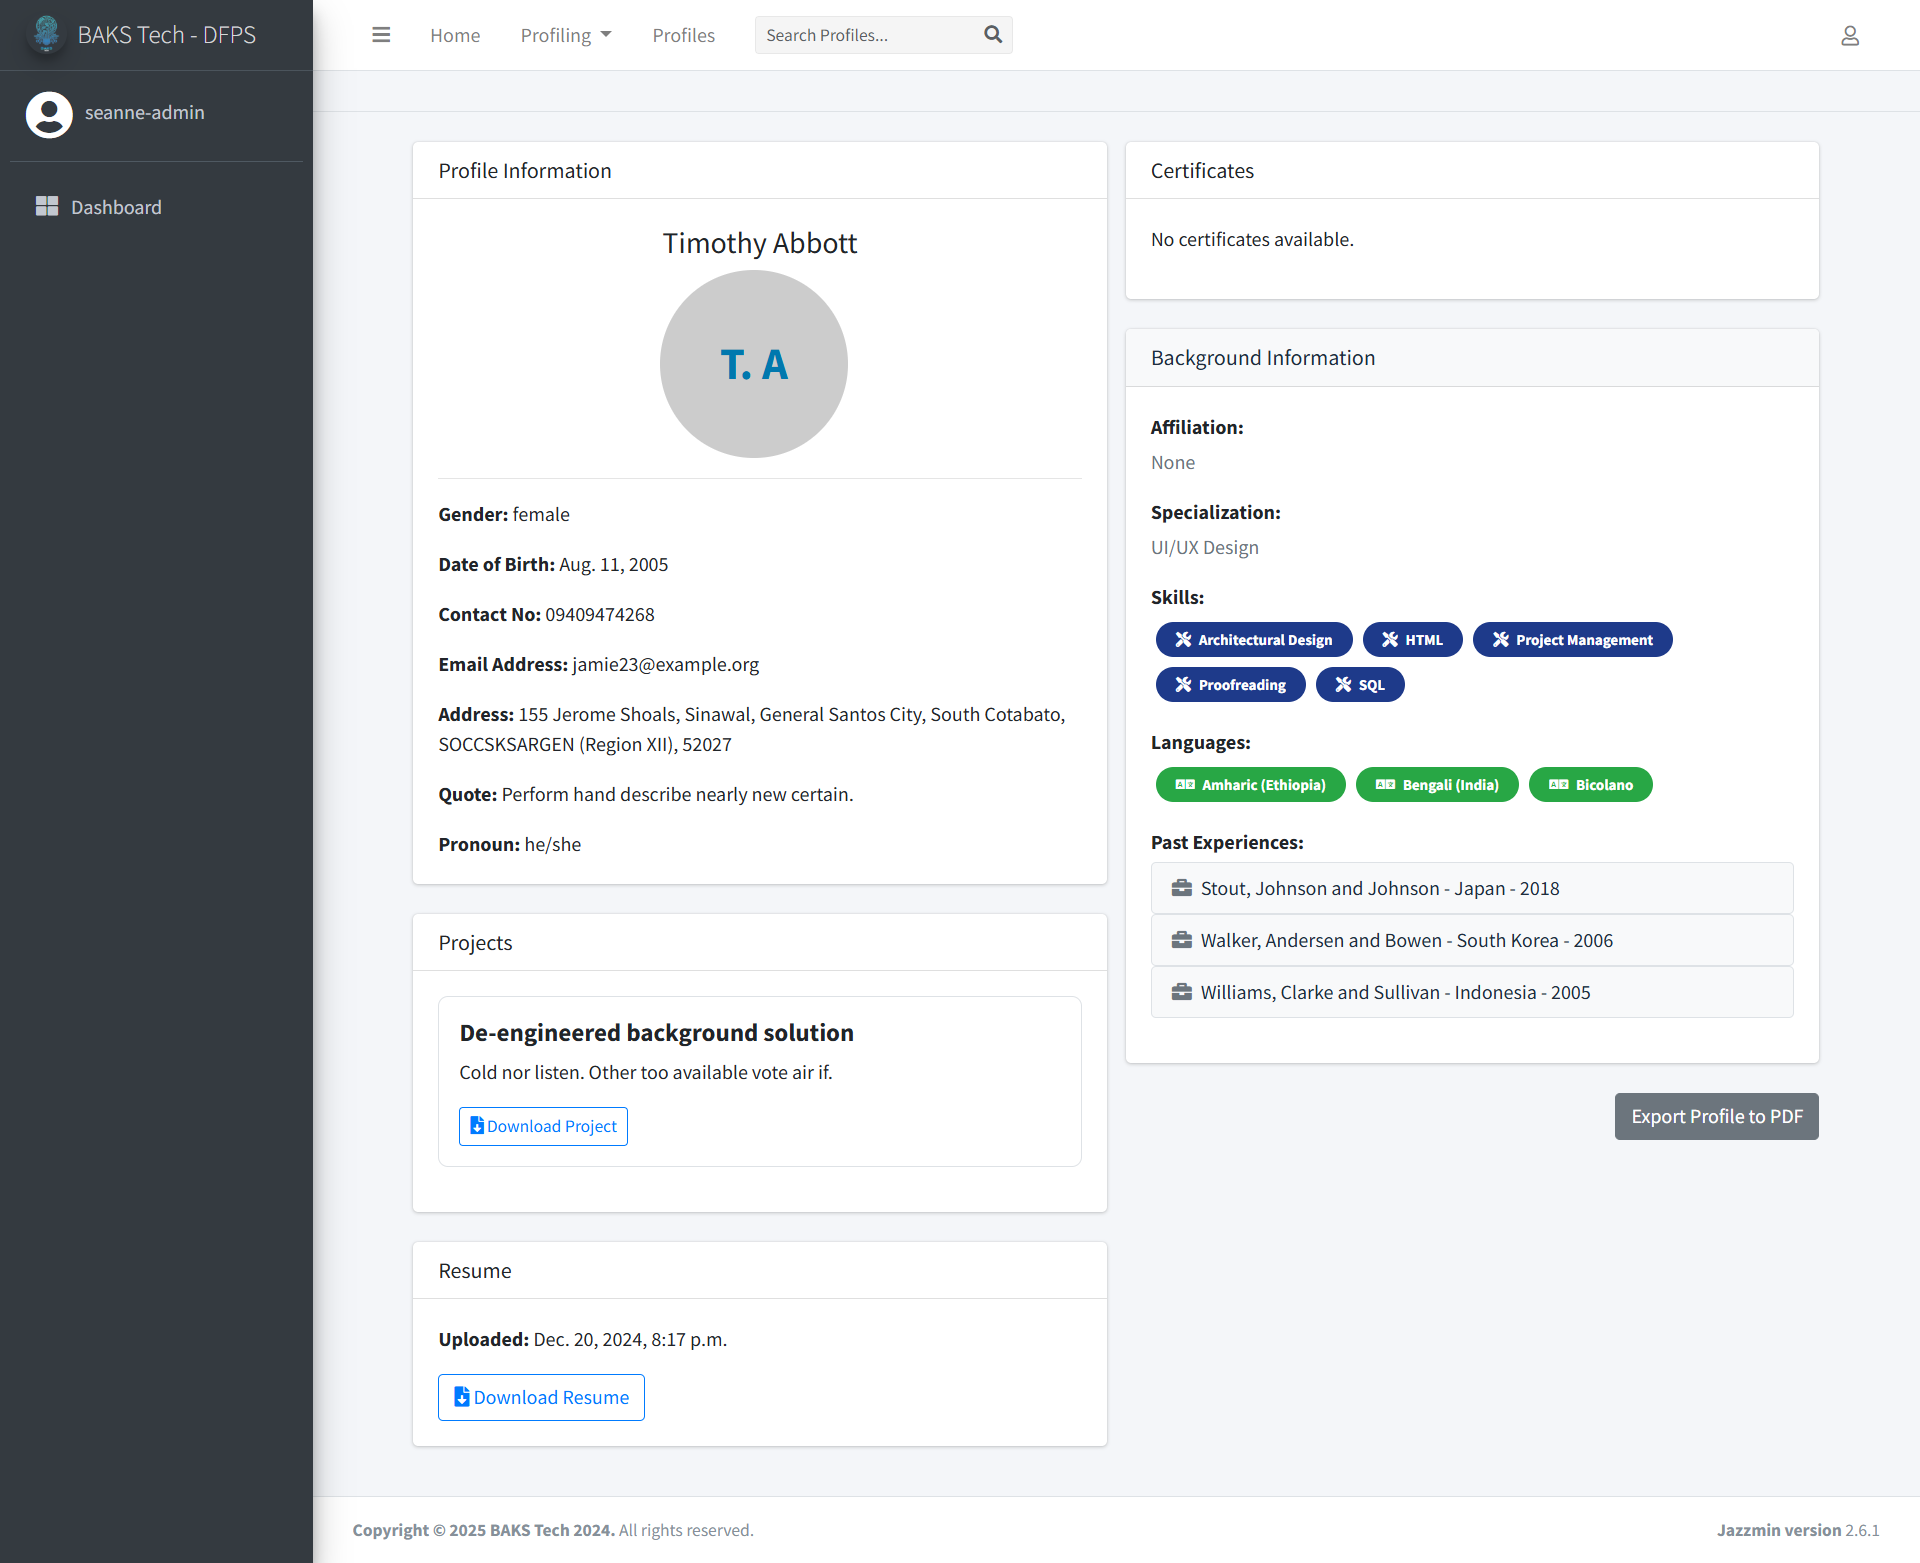 BAKS Tech - DFPS
Home Profiling Profiles Search Profiles...
seanne-admin
Dashboard
Profile Information
Timothy Abbott
T. A
Gender: female
Date of Birth: Aug. 11, 2005
Contact No: 09409474268
Email Address: jamie23@example.org
Address: 155 Jerome Shoals, Sinawal, General Santos City, South Cotabato,
SOCCSKSARGEN (Region XII), 52027
Quote: Perform hand describe nearly new certain.
Pronoun: he/she
Projects
De-engineered background solution
Cold nor listen. Other too available vote air if.
Download Project
Resume
Uploaded: Dec. 20, 2024, 8:17 p.m.
Download Resume
Certificates
No certificates available.
Background Information
Affiliation:
None
Specialization:
UI/UX Design
Skills:
Architectural Design HTML Project Management
Proofreading SQL
Languages:
Amharic (Ethiopia) Bengali (India) Bicolano
Past Experiences:
Stout, Johnson and Johnson - Japan - 2018
Walker, Andersen and Bowen - South Korea - 2006
Williams, Clarke and Sullivan - Indonesia - 2005
Export Profile to PDF
Copyright © 2025 BAKS Tech 2024. All rights reserved.
Jazzmin version 2.6.1